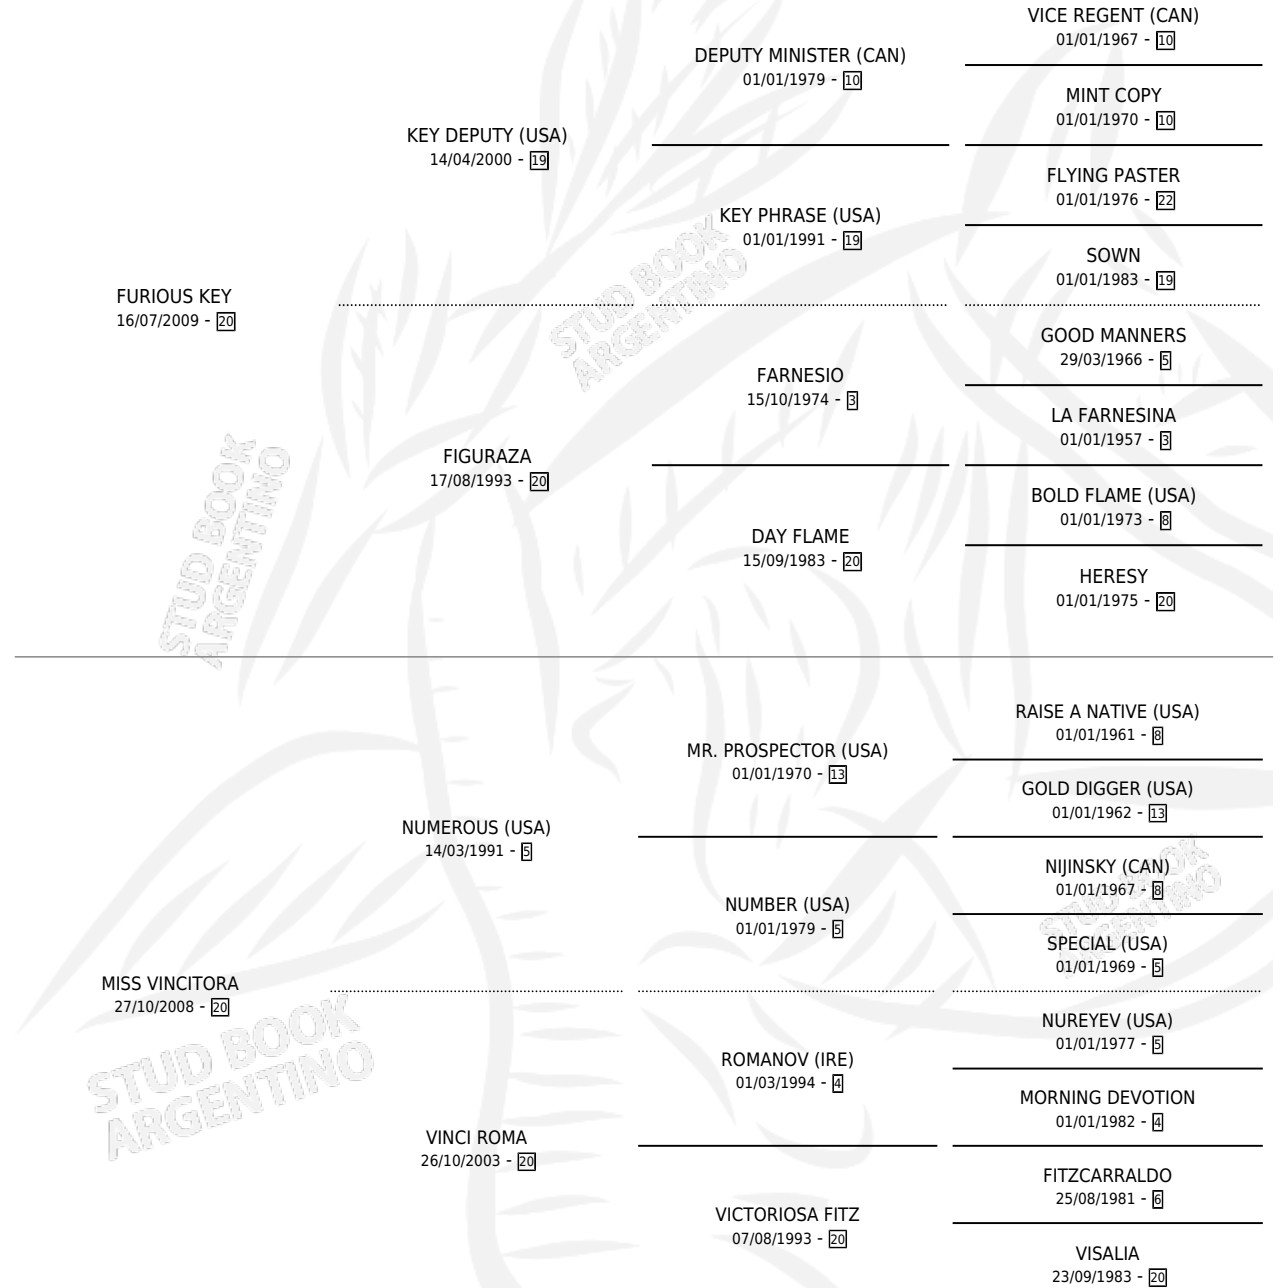 VICE REGENT (CAN)
01/01/1967 - 10
DEPUTY MINISTER (CAN)
01/01/1979 - 10
MINT COPY
01/01/1970 - 10
KEY DEPUTY (USA)
14/04/2000 - 19
FLYING PASTER
01/01/1976 - 22
KEY PHRASE (USA)
01/01/1991 - 19
SOWN
01/01/1983 - 19
FURIOUS KEY
16/07/2009 - 20
GOOD MANNERS
29/03/1966 - 5
FARNESIO
15/10/1974 - 3
LA FARNESINA
01/01/1957 - 3
FIGURAZA
17/08/1993 - 20
BOLD FLAME (USA)
01/01/1973 - 8
DAY FLAME
15/09/1983 - 20
HERESY
01/01/1975 - 20
RAISE A NATIVE (USA)
01/01/1961 - 8
MR. PROSPECTOR (USA)
01/01/1970 - 13
GOLD DIGGER (USA)
01/01/1962 - 13
NUMEROUS (USA)
14/03/1991 - 5
NIJINSKY (CAN)
01/01/1967 - 8
NUMBER (USA)
01/01/1979 - 5
SPECIAL (USA)
01/01/1969 - 5
MISS VINCITORA
27/10/2008 - 20
NUREYEV (USA)
01/01/1977 - 5
ROMANOV (IRE)
01/03/1994 - 4
MORNING DEVOTION
01/01/1982 - 4
VINCI ROMA
26/10/2003 - 20
FITZCARRALDO
25/08/1981 - 6
VICTORIOSA FITZ
07/08/1993 - 20
VISALIA
23/09/1983 - 20
STUD BOOK
ARGENTINO
STUD BOOK
ARGENTINO
STUD BOOK
ARGENTINO
STUD BOOK
ARGENTINO